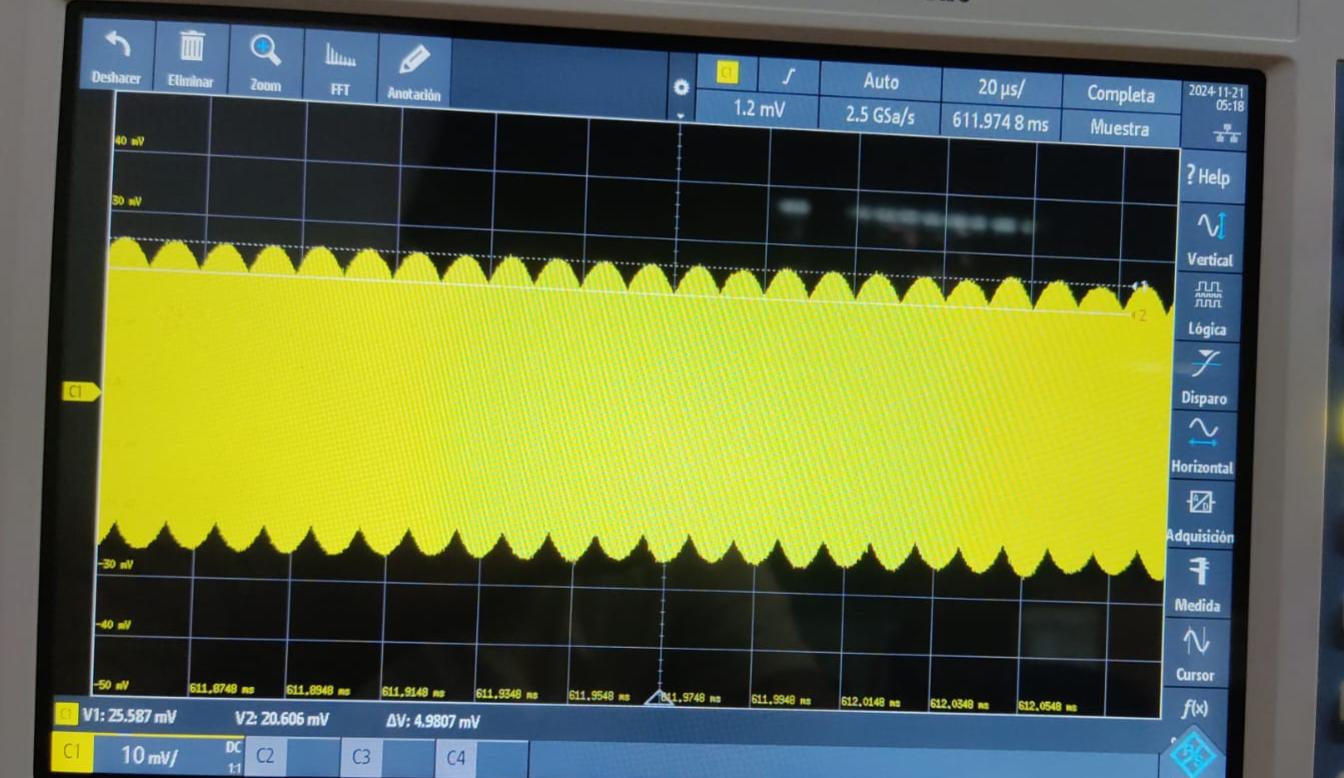 Deshacer
Eliminar
Zoom
FFT
Anotación
C1
Auto
20 µs/
Completa
2024-11-21
05:18
1.2 mV
2.5 GSa/s
611.974 8 ms
Muestra
? Help
Vertical
Lógica
Disparo
Horizontal
Adquisición
Medida
Cursor
f(x)
40 mV
30 mV
C1
1
2
-30 mV
-40 mV
-50 mV
611.8748 ms
611.8948 ms
611.9148 ms
611.9348 ms
611.9548 ms
611.9748 ms
611.9948 ms
612.0148 ms
612.0348 ms
612.0548 ms
C1 V1: 25.587 mV V2: 20.606 mV ΔV: 4.9807 mV
C1 10 mV/ DC
1:1
C2
C3
C4